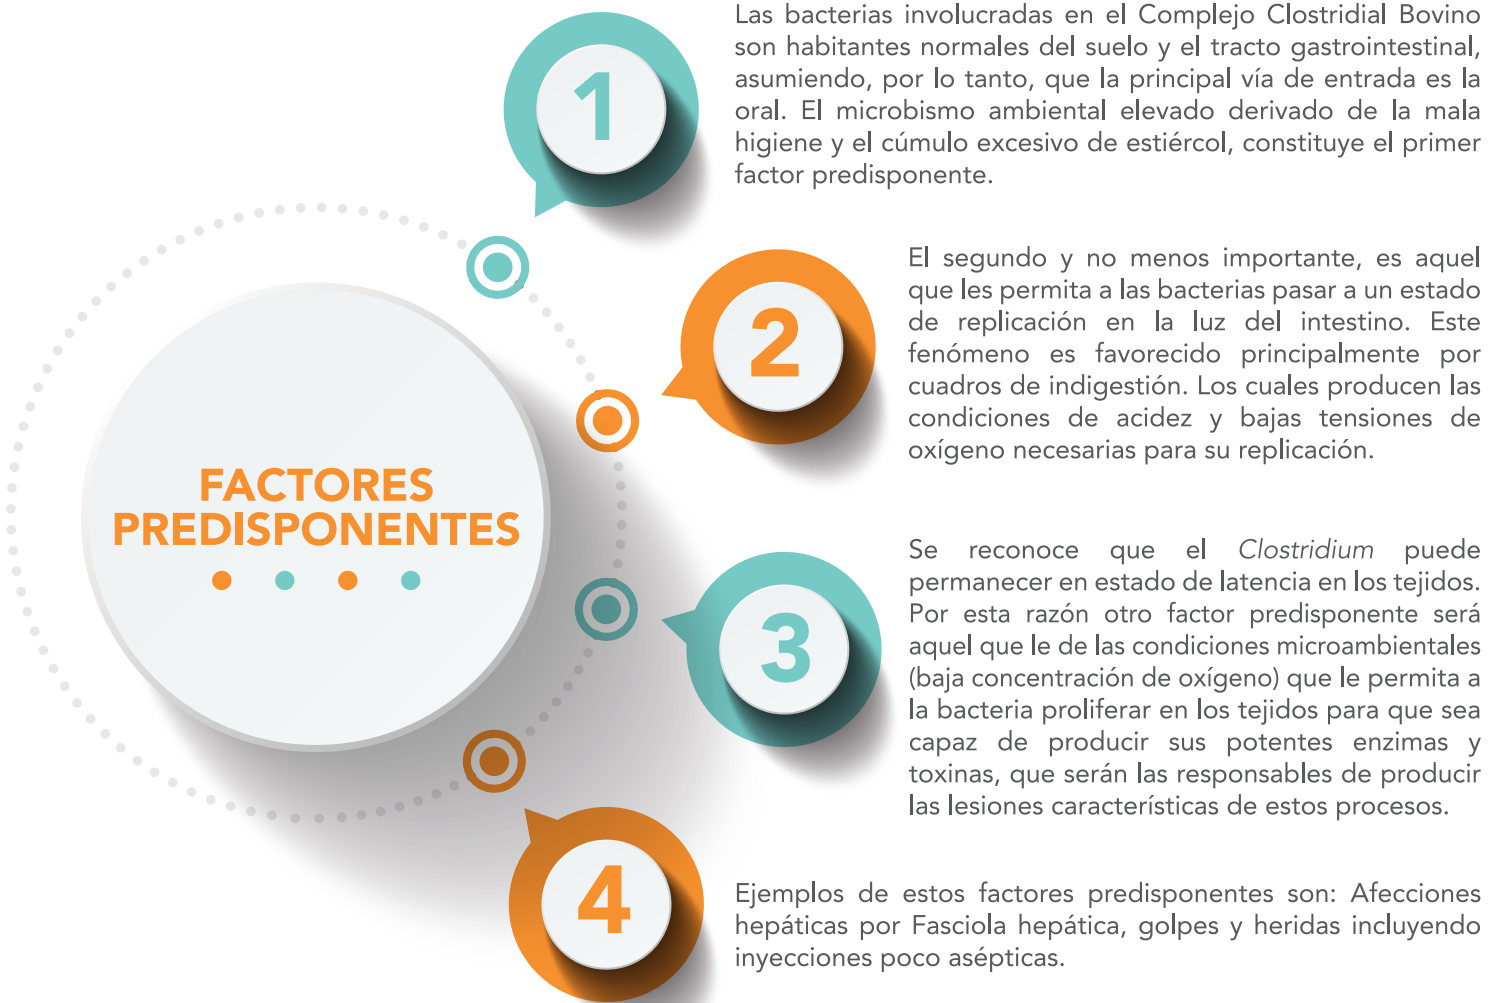 FACTORES
PREDISPONENTES
1
Las bacterias involucradas en el Complejo Clostridial Bovino
son habitantes normales del suelo y el tracto gastrointestinal,
asumiendo, por lo tanto, que la principal vía de entrada es la
oral. El microbismo ambiental elevado derivado de la mala
higiene y el cúmulo excesivo de estiércol, constituye el primer
factor predisponente.
2
El segundo y no menos importante, es aquel
que les permita a las bacterias pasar a un estado
de replicación en la luz del intestino. Este
fenómeno es favorecido principalmente por
cuadros de indigestión. Los cuales producen las
condiciones de acidez y bajas tensiones de
oxígeno necesarias para su replicación.
3
Se reconoce que el Clostridium puede
permanecer en estado de latencia en los tejidos.
Por esta razón otro factor predisponente será
aquel que le de las condiciones microambientales
(baja concentración de oxígeno) que le permita a
la bacteria proliferar en los tejidos para que sea
capaz de producir sus potentes enzimas y
toxinas, que serán las responsables de producir
las lesiones características de estos procesos.
4
Ejemplos de estos factores predisponentes son: Afecciones
hepáticas por Fasciola hepática, golpes y heridas incluyendo
inyecciones poco asépticas.